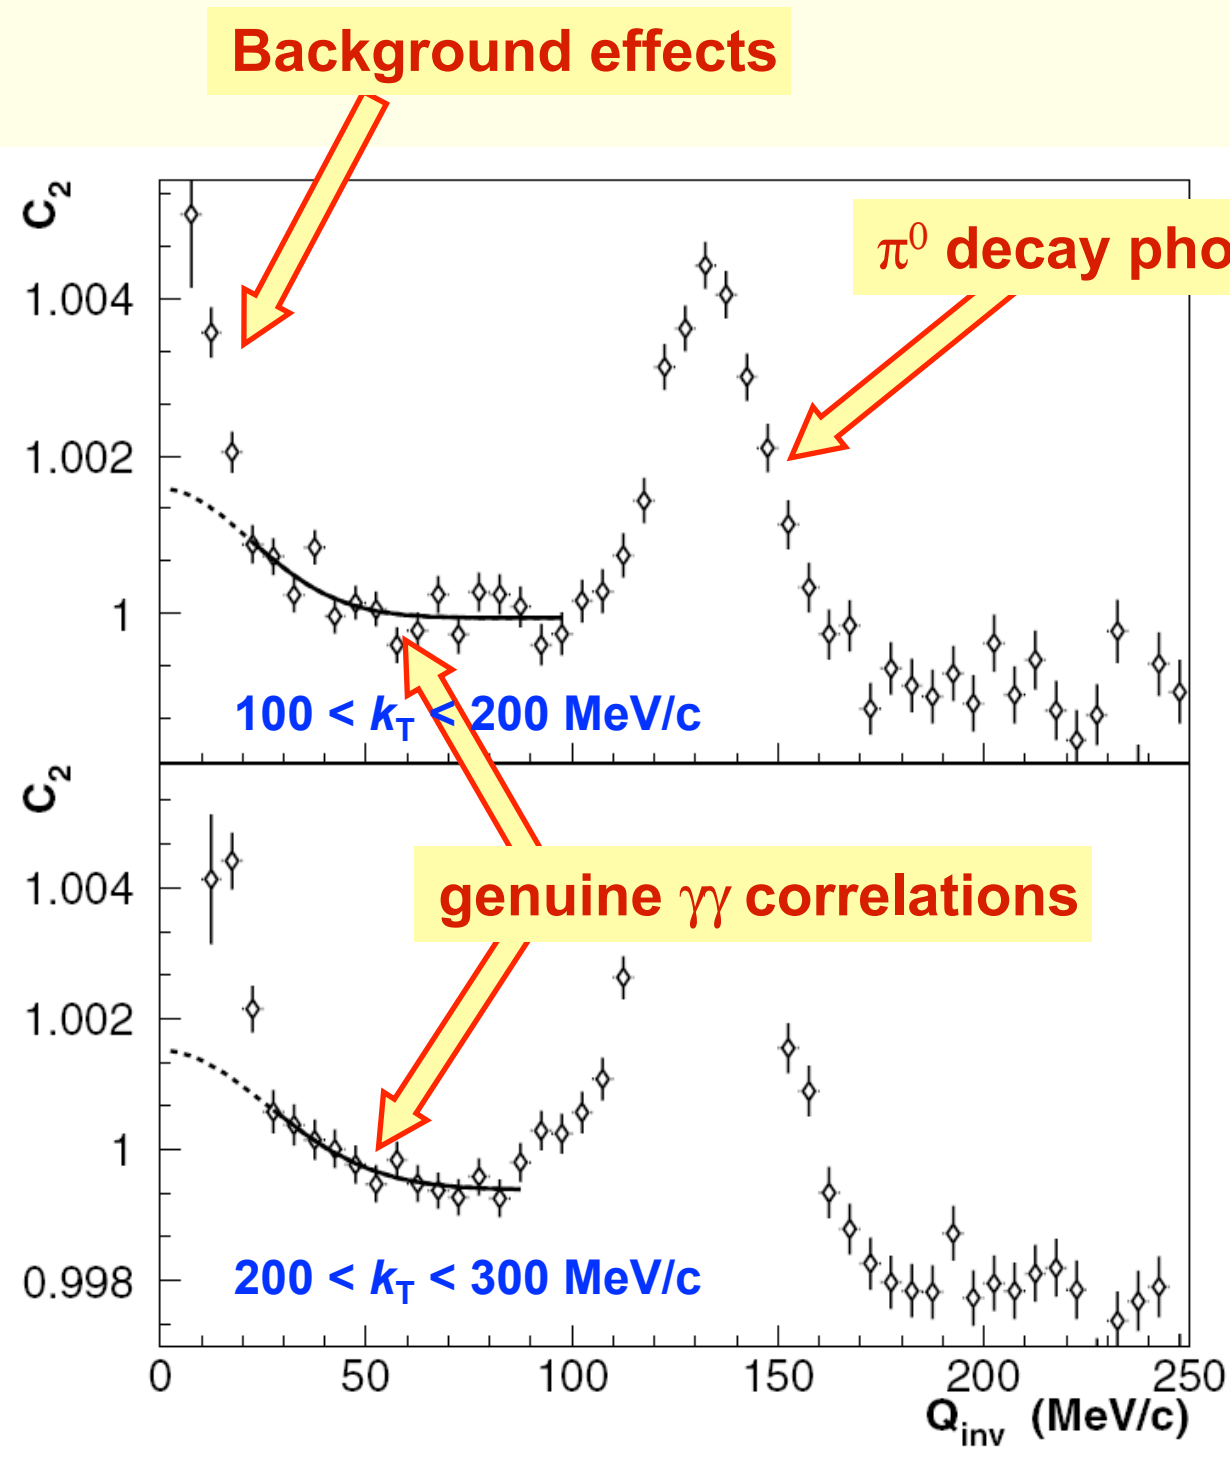 Background effects
C2
π0 decay pho
1.004
1.002
1
100 < kT < 200 MeV/c
C2
1.004
genuine γγ correlations
1.002
1
0.998
200 < kT < 300 MeV/c
0 50 100 150 200 250
Qinv (MeV/c)